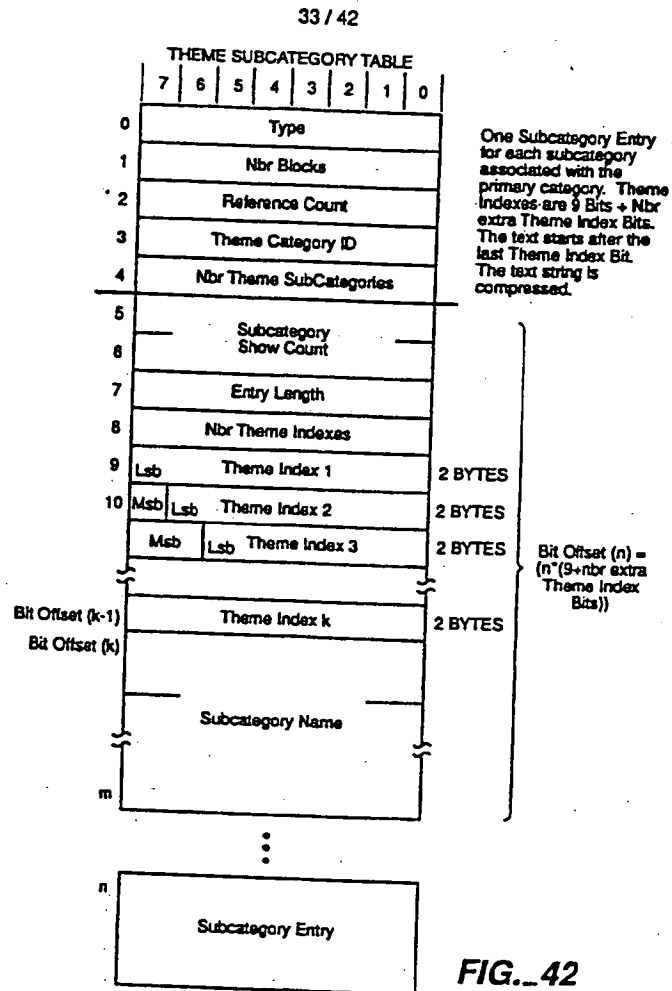 33 / 42
THEME SUBCATEGORY TABLE
7 6 5 4 3 2 1 0
0 Type
1 Nbr Blocks
2 Reference Count
3 Theme Category ID
4 Nbr Theme SubCategories
One Subcategory Entry
for each subcategory
associated with the
primary category. Theme
Indexes are 9 Bits + Nbr
extra Theme Index Bits.
The text starts after the
last Theme Index Bit.
The text string is
compressed.
5
Subcategory
6 Show Count
7 Entry Length
8 Nbr Theme Indexes
9 Lsb Theme Index 1 2 BYTES
10 Msb Lsb Theme Index 2 2 BYTES
Msb Lsb Theme Index 3 2 BYTES
Bit Offset (n) =
(n*(9+nbr extra
Theme Index
Bits))
Bit Offset (k-1) Theme Index k 2 BYTES
Bit Offset (k)
Subcategory Name
m
n
Subcategory Entry
FIG._42